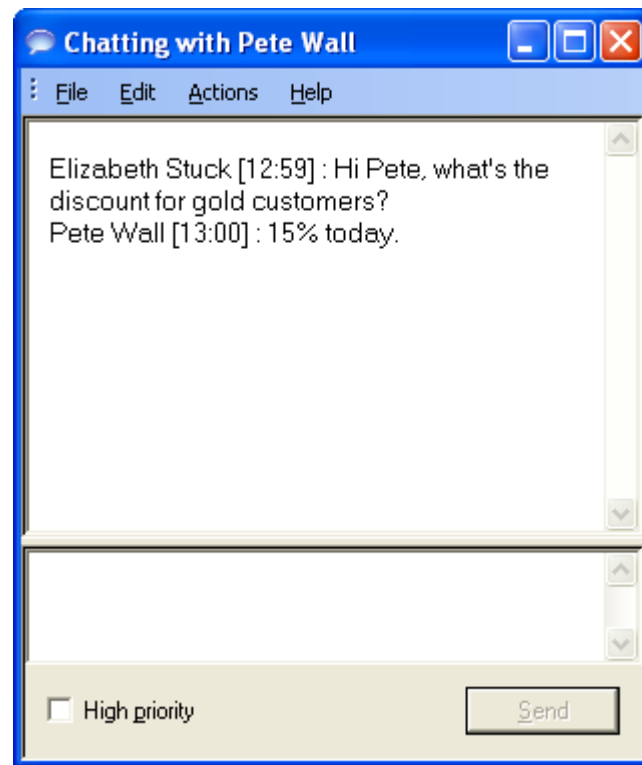 Chatting with Pete Wall
File Edit Actions Help
Elizabeth Stuck [12:59] : Hi Pete, what's the
discount for gold customers?
Pete Wall [13:00] : 15% today.
High priority
Send